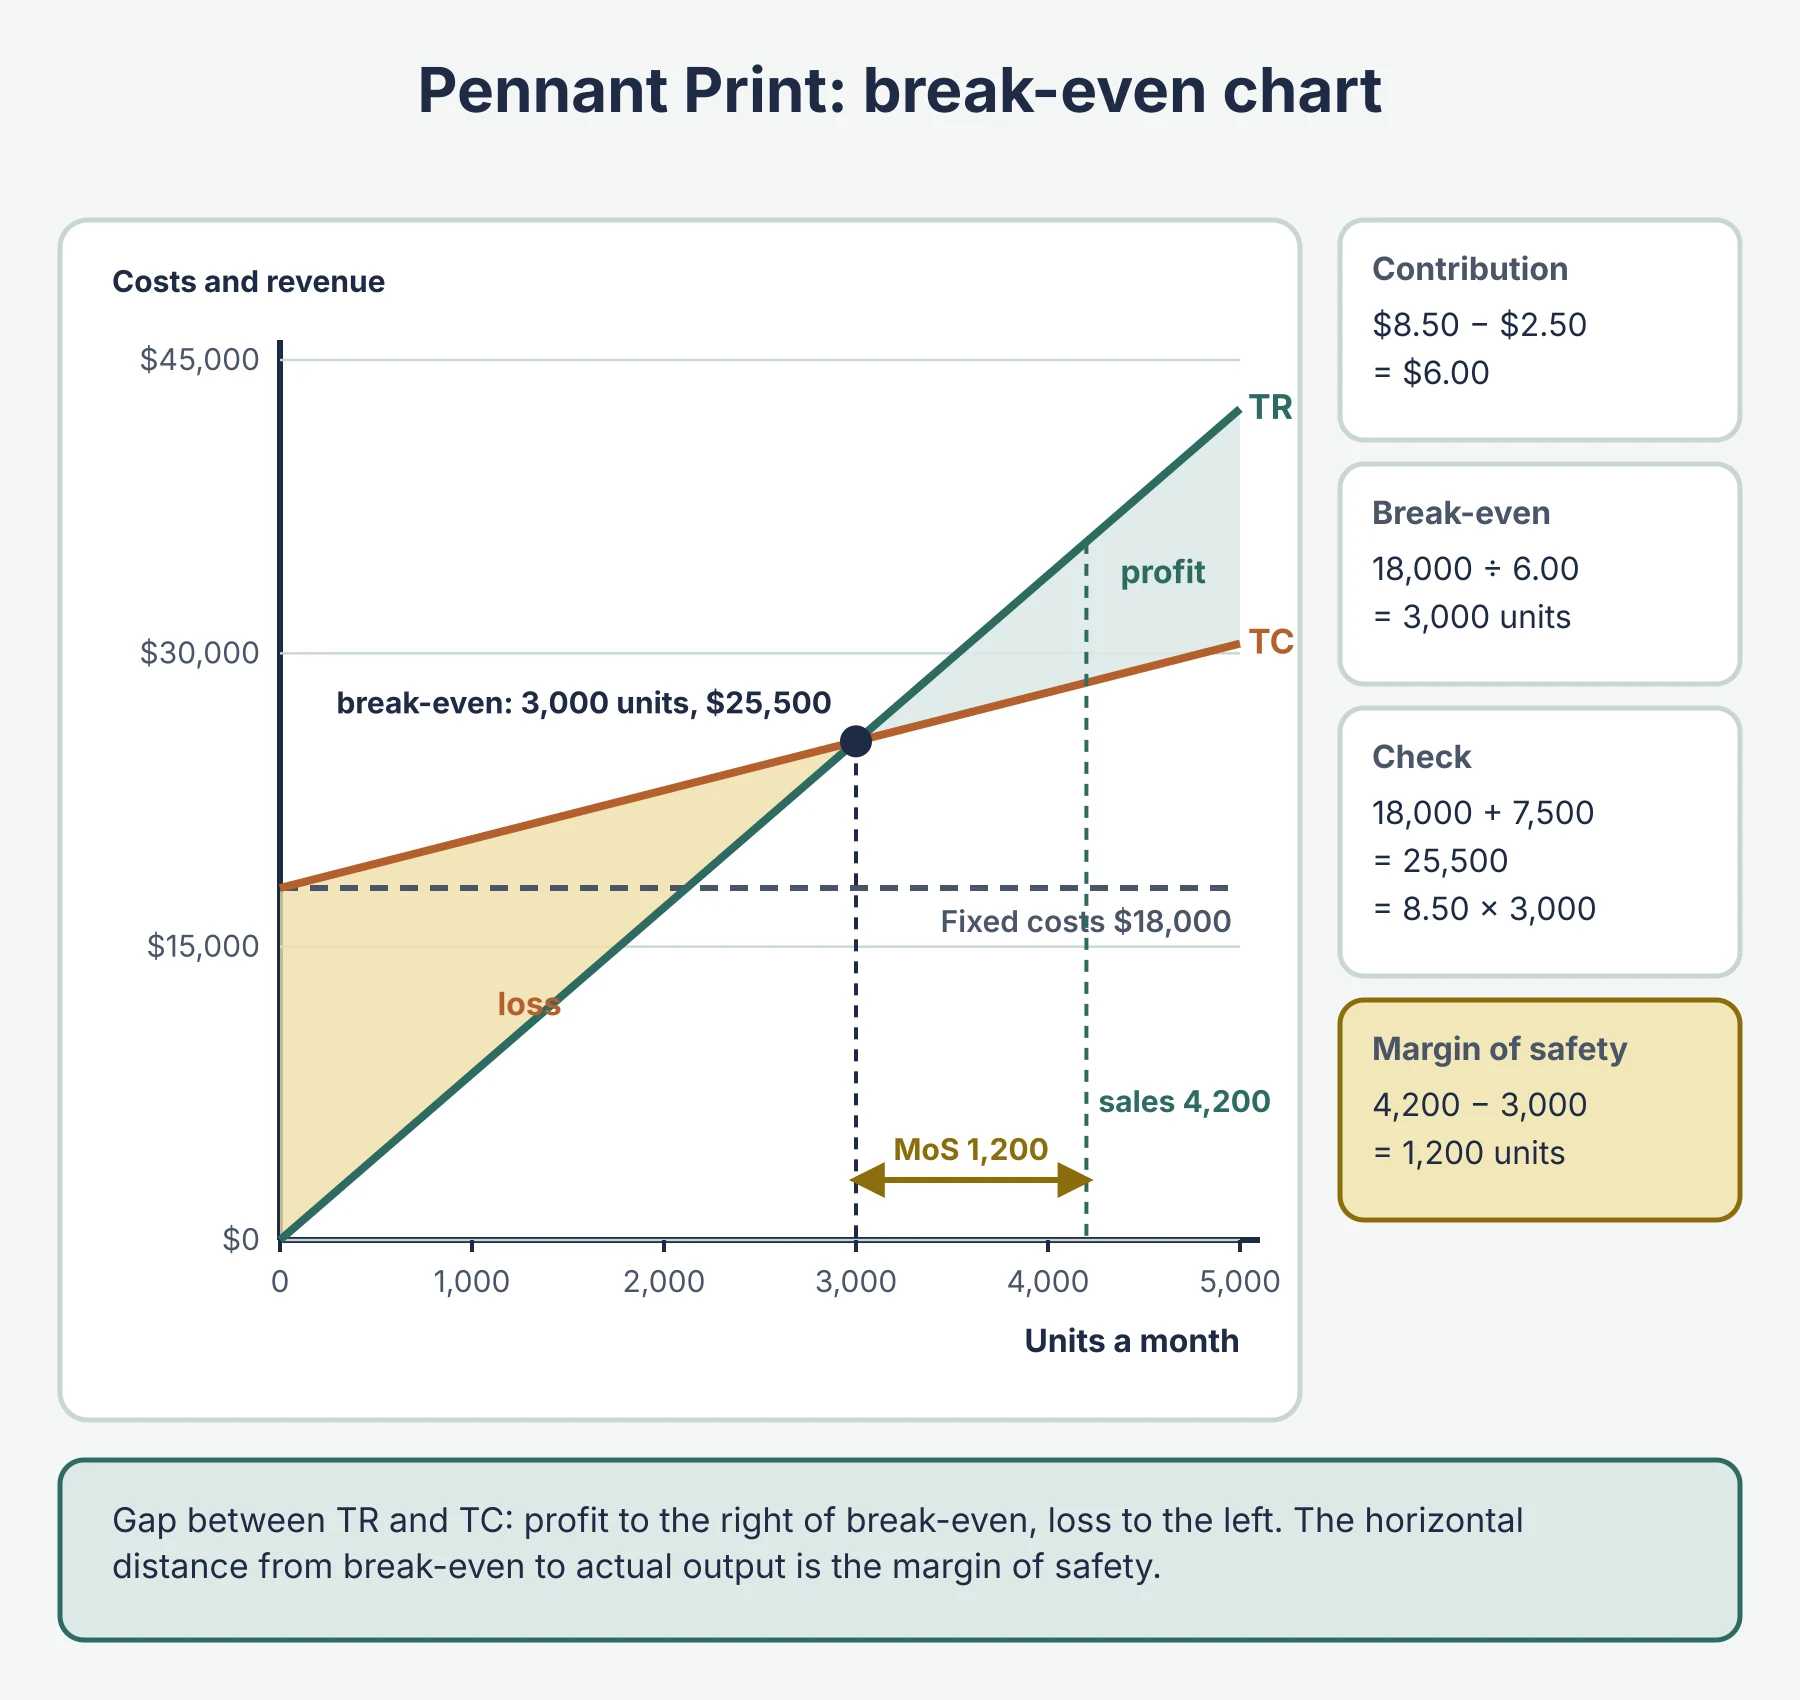 Pennant Print: break-even chart
Costs and revenue
$45,000
TR
profit
$30,000
TC
break-even: 3,000 units, $25,500
Fixed costs $18,000
$15,000
loss
sales 4,200
MoS 1,200
$0
0
1,000
2,000
3,000
4,000
5,000
Units a month
Contribution
$8.50 − $2.50
= $6.00
Break-even
18,000 ÷ 6.00
= 3,000 units
Check
18,000 + 7,500
= 25,500
= 8.50 × 3,000
Margin of safety
4,200 − 3,000
= 1,200 units
Gap between TR and TC: profit to the right of break-even, loss to the left. The horizontal
distance from break-even to actual output is the margin of safety.